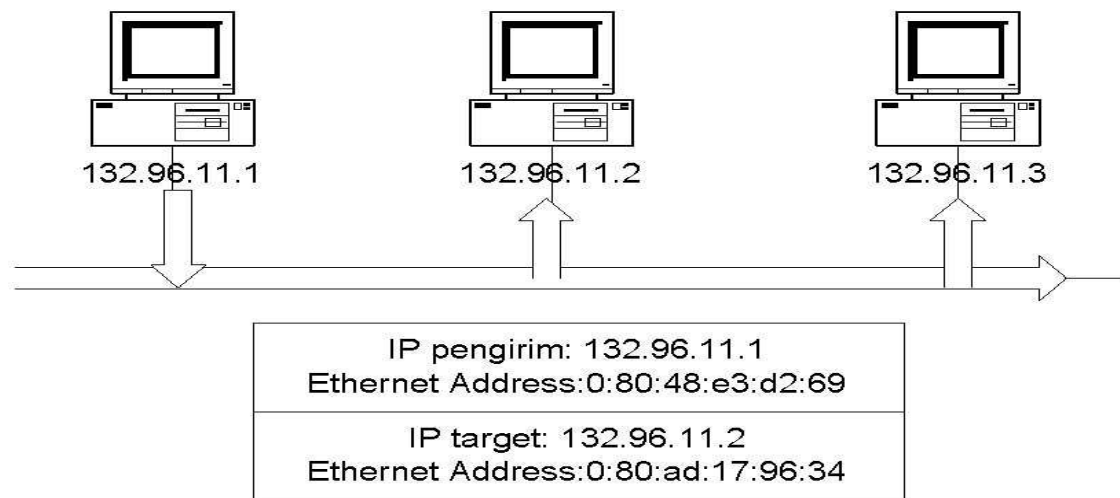 132.96.11.1
132.96.11.2
132.96.11.3
IP pengirim: 132.96.11.1
Ethernet Address:0:80:48:e3:d2:69
IP target: 132.96.11.2
Ethernet Address:0:80:ad:17:96:34